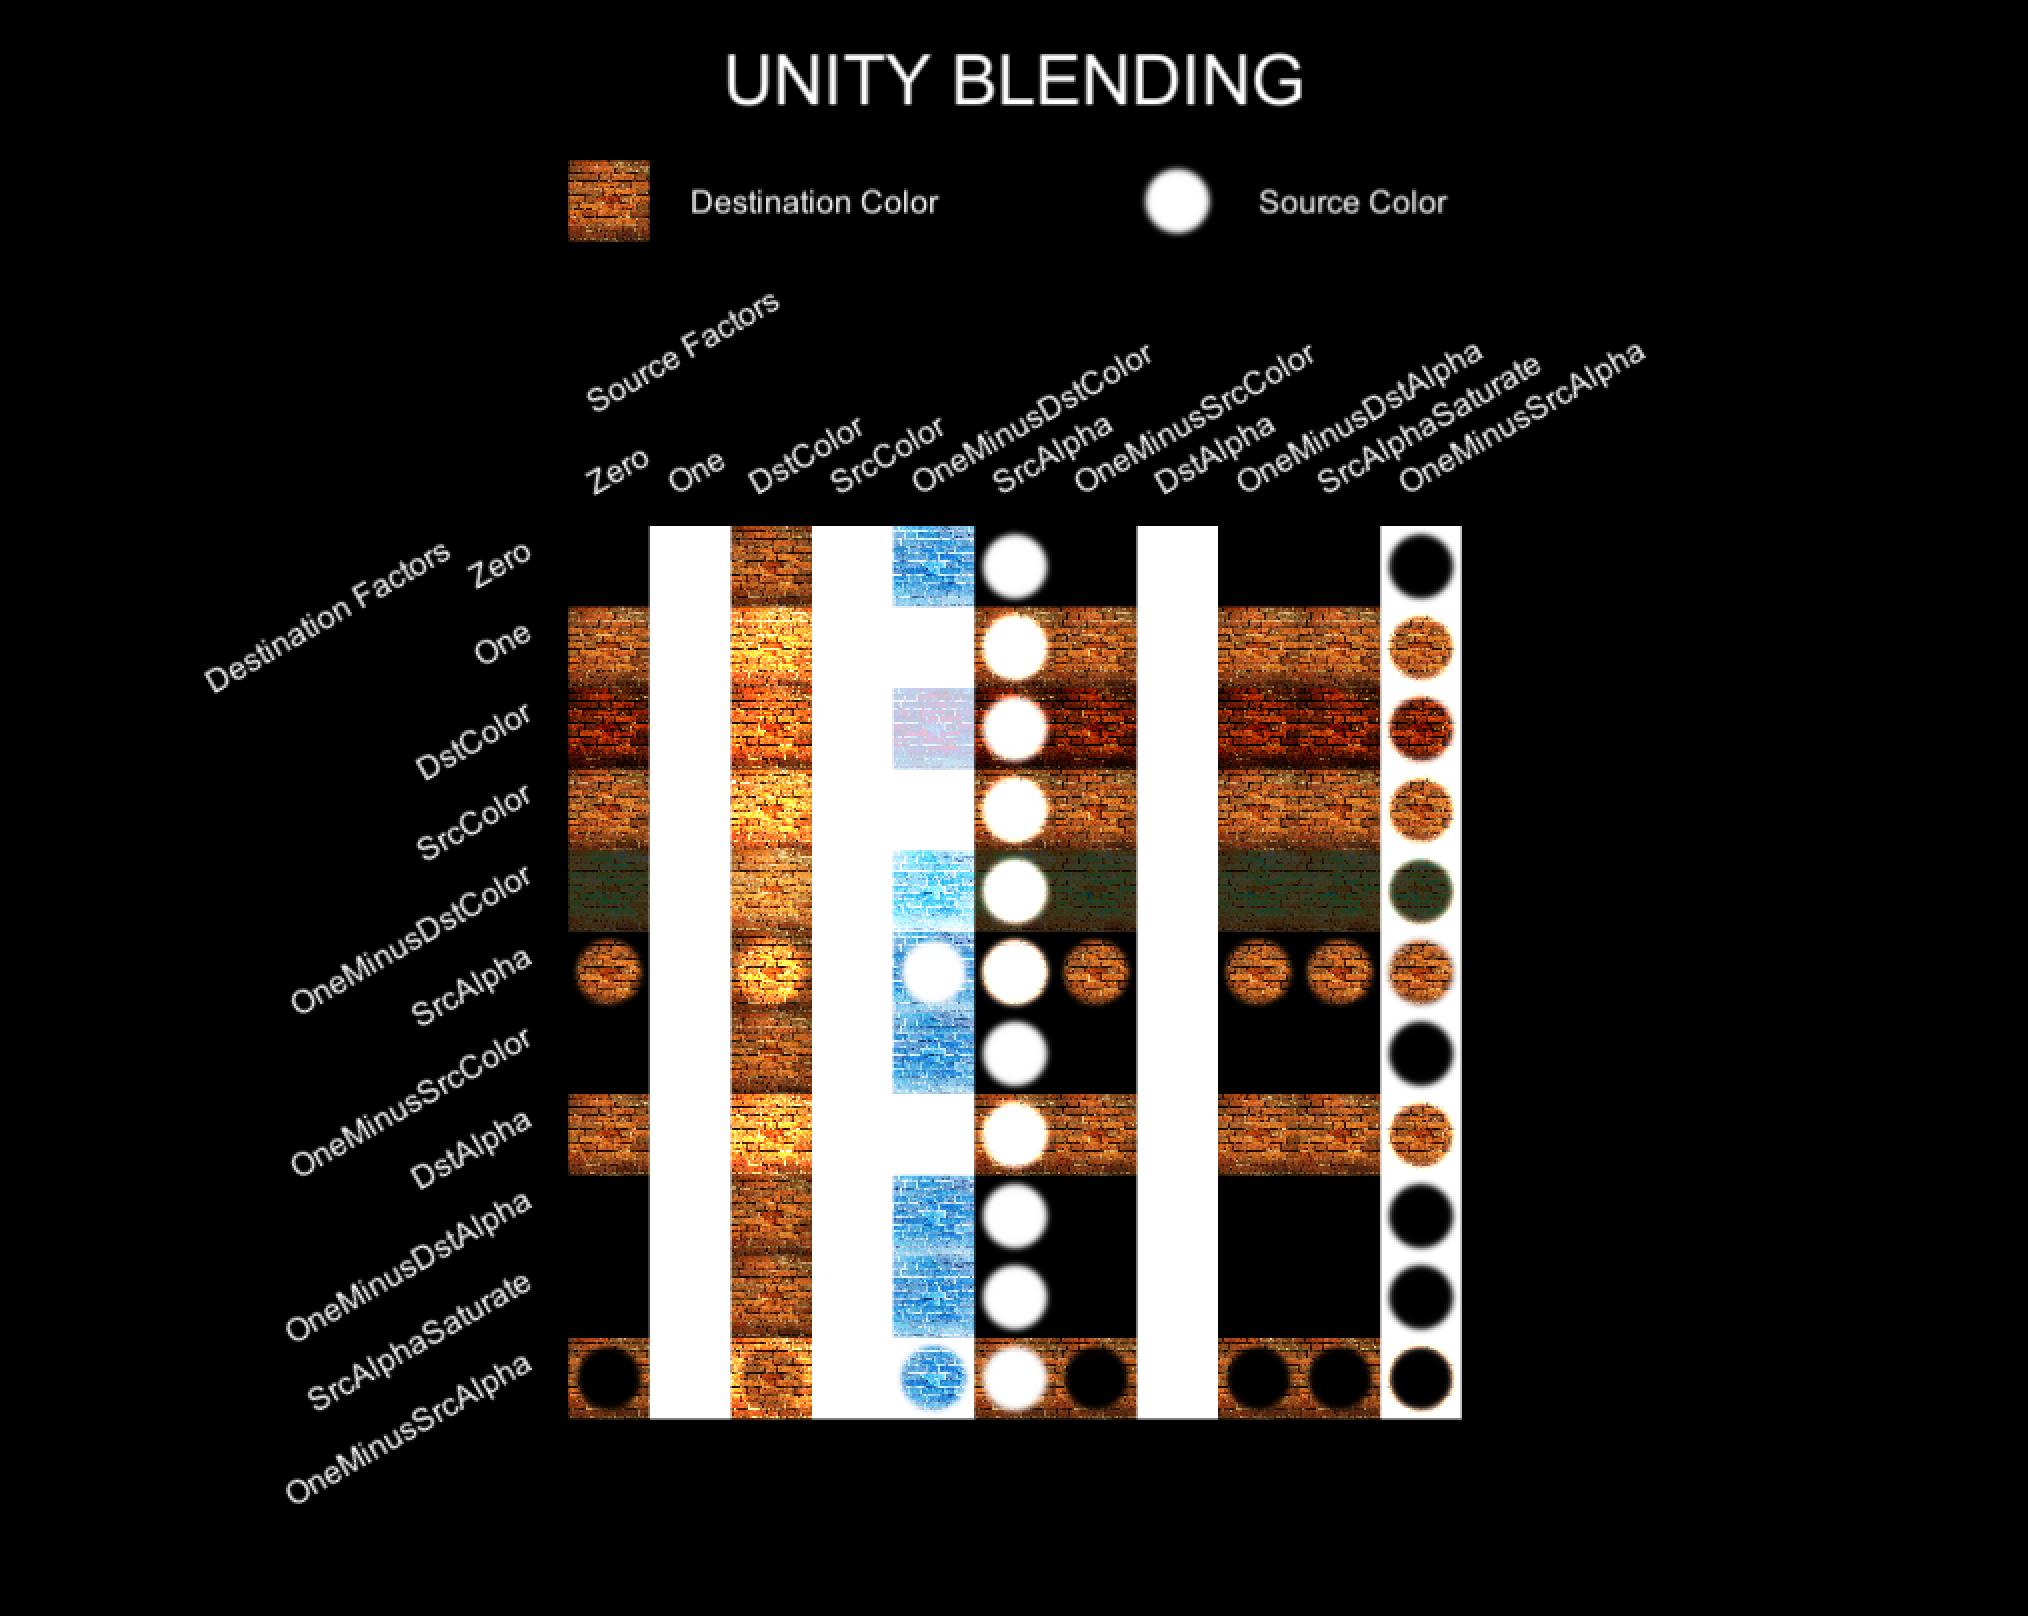 UNITY BLENDING
Destination Color
Source Color
Source Factors
Zero
One
DstColor
SrcColor
OneMinusDstColor
SrcAlpha
OneMinusSrcColor
DstAlpha
OneMinusDstAlpha
SrcAlphaSaturate
OneMinusSrcAlpha
Destination Factors
Zero
One
DstColor
SrcColor
OneMinusDstColor
SrcAlpha
OneMinusSrcColor
DstAlpha
OneMinusDstAlpha
SrcAlphaSaturate
OneMinusSrcAlpha